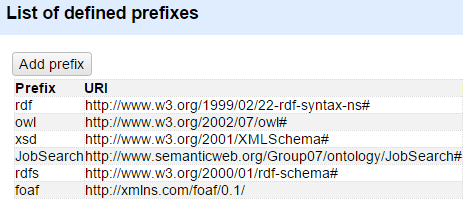 List of defined prefixes
Add prefix
Prefix URI
rdf http://www.w3.org/1999/02/22-rdf-syntax-ns#
owl http://www.w3.org/2002/07/owl#
xsd http://www.w3.org/2001/XMLSchema#
JobSearch http://www.semanticweb.org/Group07/ontology/JobSearch#
rdfs http://www.w3.org/2000/01/rdf-schema#
foaf http://xmlns.com/foaf/0.1/